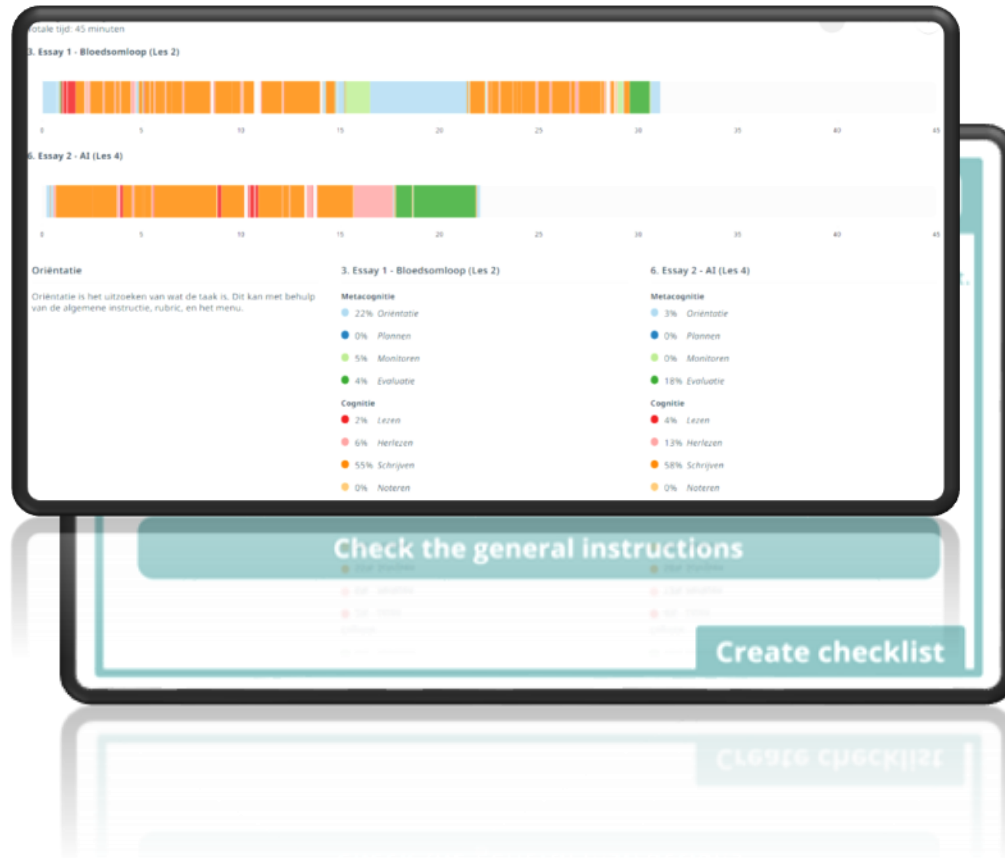 Totale tijd: 45 minuten
3. Essay 1 - Bloedsomloop (Les 2)
0 5 10 15 20 25 30 35 40 45
6. Essay 2 - AI (Les 4)
0 5 10 15 20 25 30 35 40 45
Oriëntatie
Oriëntatie is het uitzoeken van wat de taak is. Dit kan met behulp
van de algemene instructie, rubric, en het menu.
3. Essay 1 - Bloedsomloop (Les 2)
Metacognitie
22% Oriëntatie
0% Plannen
5% Monitoren
4% Evaluatie
Cognitie
2% Lezen
6% Herlezen
55% Schrijven
0% Noteren
6. Essay 2 - AI (Les 4)
Metacognitie
3% Oriëntatie
0% Plannen
0% Monitoren
18% Evaluatie
Cognitie
4% Lezen
13% Herlezen
58% Schrijven
0% Noteren
t.
Check the general instructions
Create checklist